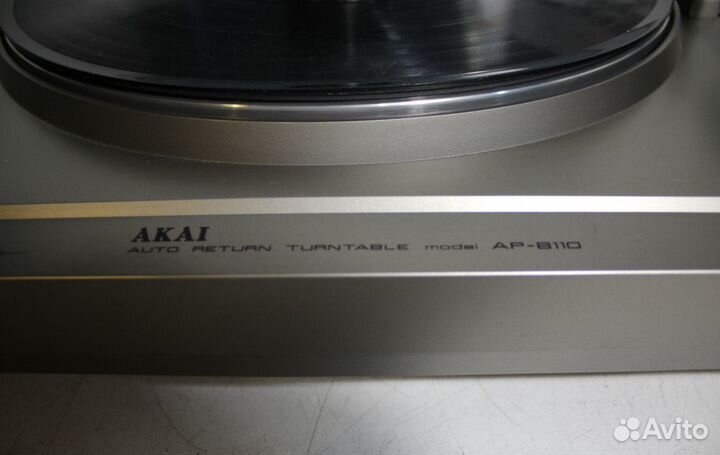 AKAI
AUTO RETURN TURNTABLE model AP-B110
Avito